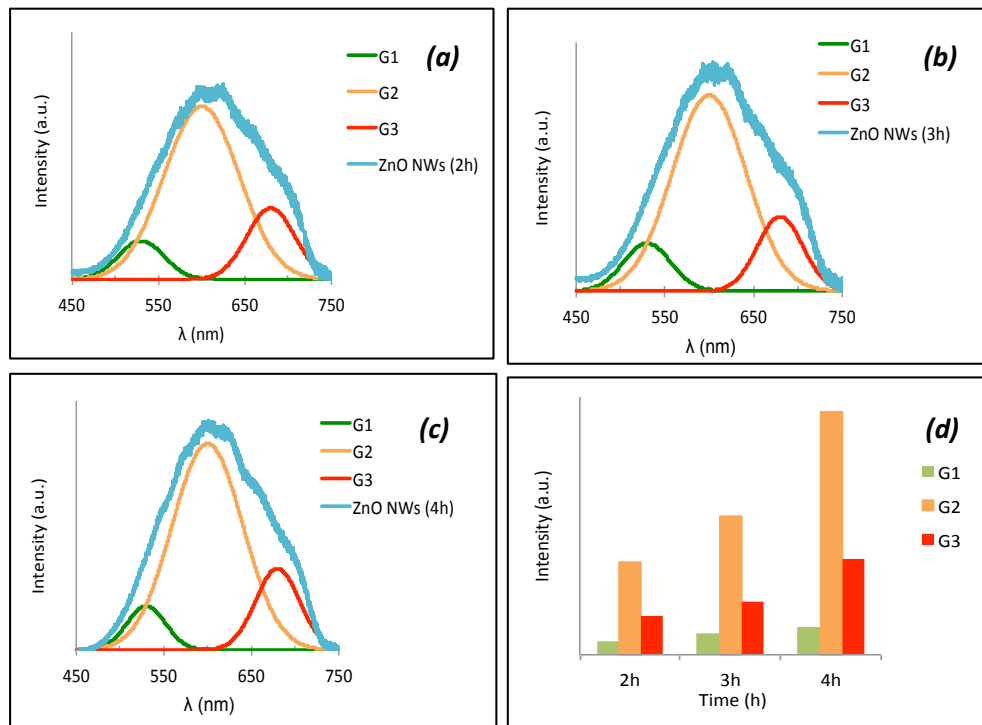 (a)
G1
G2
G3
ZnO NWs (2h)
Intensity (a.u.)
450 550 650 750
λ (nm)
(b)
G1
G2
G3
ZnO NWs (3h)
Intensity (a.u.)
450 550 650 750
λ (nm)
(c)
G1
G2
G3
ZnO NWs (4h)
Intensity (a.u.)
450 550 650 750
λ (nm)
(d)
G1
G2
G3
Intensity (a.u.)
2h 3h 4h
Time (h)